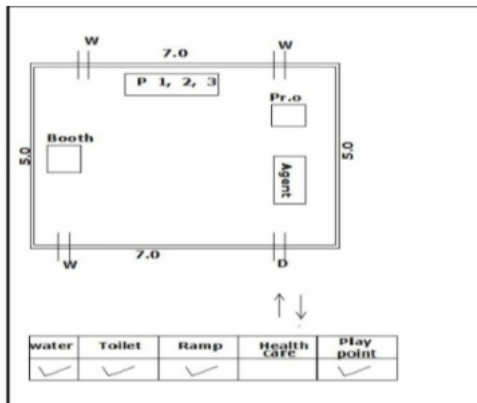 W
W
7.0
P 1, 2, 3
Pr.o
Booth
5.0
5.0
Agent
7.0
W
D
water Toilet Ramp Health care Play point